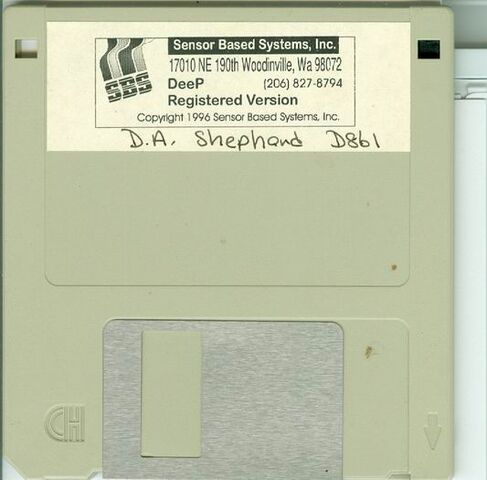 Sensor Based Systems, Inc.
17010 NE 190th Woodinville, Wa 98072
DeeP (206) 827-8794
Registered Version
Copyright 1996 Sensor Based Systems, Inc.
SBS
D.A. Shephard D861
HD